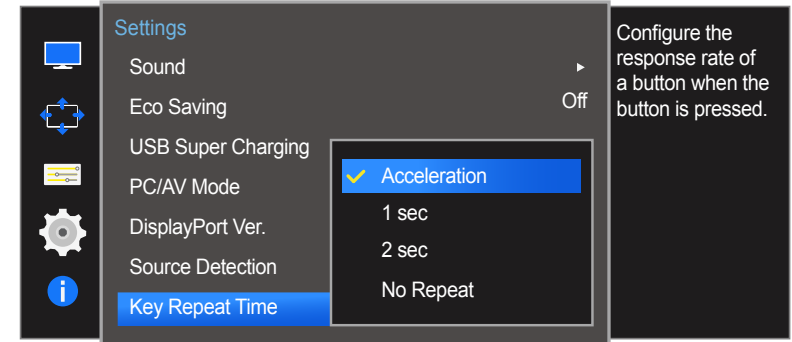 Settings
Sound
Eco Saving Off
USB Super Charging
PC/AV Mode
DisplayPort Ver.
Source Detection
Key Repeat Time
Acceleration
1 sec
2 sec
No Repeat
Configure the
response rate of
a button when the
button is pressed.